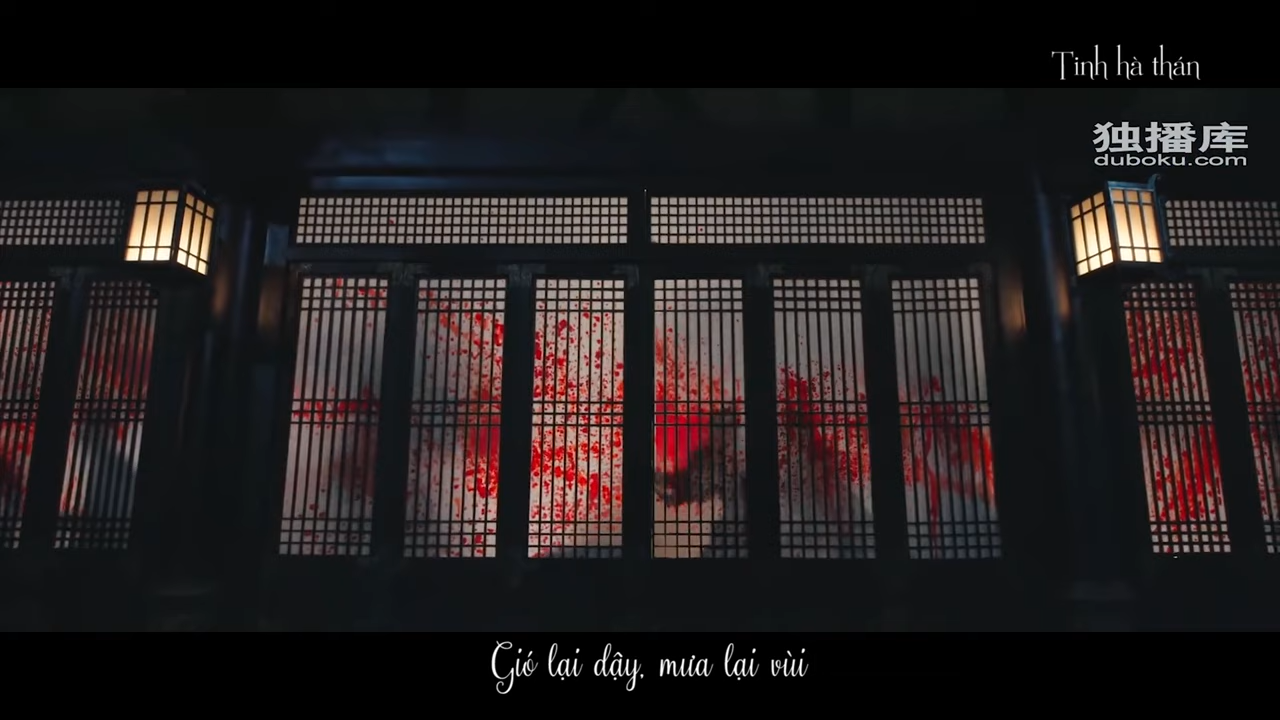 Tinh hà thán
独播库
duboku.com
Gió lại dậy, mưa lại vùi